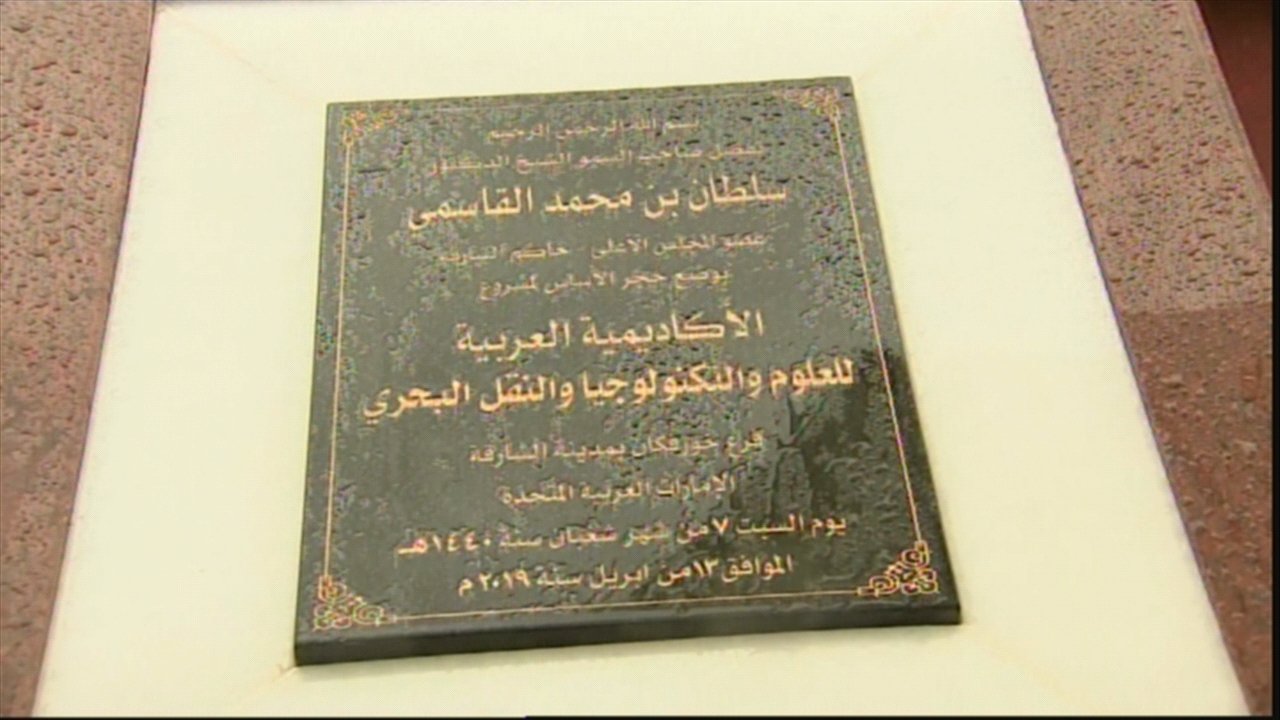 بسم الله الرحمن الرحيم
تفضل صاحب السمو الشيخ الدكتور
سلطان بن محمد القاسمي
عضو المجلس الأعلى - حاكم الشارقة
بوضع حجر الأساس لمشروع
الأكاديمية العربية
للعلوم والتكنولوجيا والنقل البحري
فرع خورفكان بمدينة الشارقة
الإمارات العربية المتحدة
يوم السبت ٧ من شهر شعبان سنة ١٤٤٠هـ
الموافق ١٣ من ابريل سنة ٢٠١٩ م